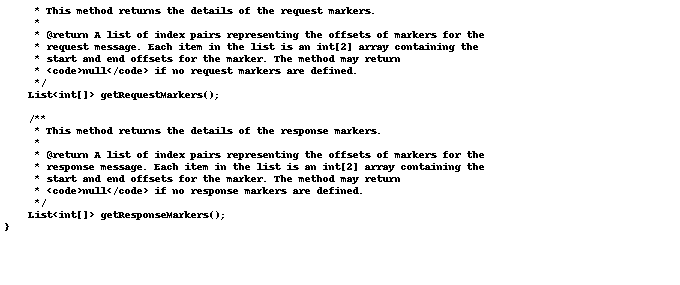 * This method returns the details of the request markers.
     *
     * @return A list of index pairs representing the offsets of markers for the
     * request message. Each item in the list is an int[2] array containing the
     * start and end offsets for the marker. The method may return
     * <code>null</code> if no request markers are defined.
     */
    List<int[]> getRequestMarkers();

    /**
     * This method returns the details of the response markers.
     *
     * @return A list of index pairs representing the offsets of markers for the
     * response message. Each item in the list is an int[2] array containing the
     * start and end offsets for the marker. The method may return
     * <code>null</code> if no response markers are defined.
     */
    List<int[]> getResponseMarkers();
}